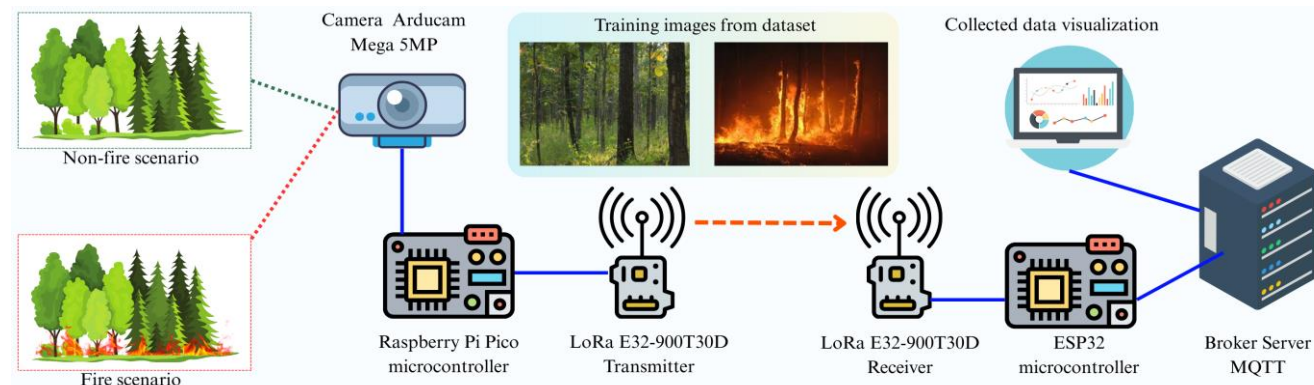 Camera Arducam
Mega 5MP
Training images from dataset
Collected data visualization
Non-fire scenario
Fire scenario
Raspberry Pi Pico
microcontroller
LoRa E32-900T30D
Transmitter
LoRa E32-900T30D
Receiver
ESP32
microcontroller
Broker Server
MQTT